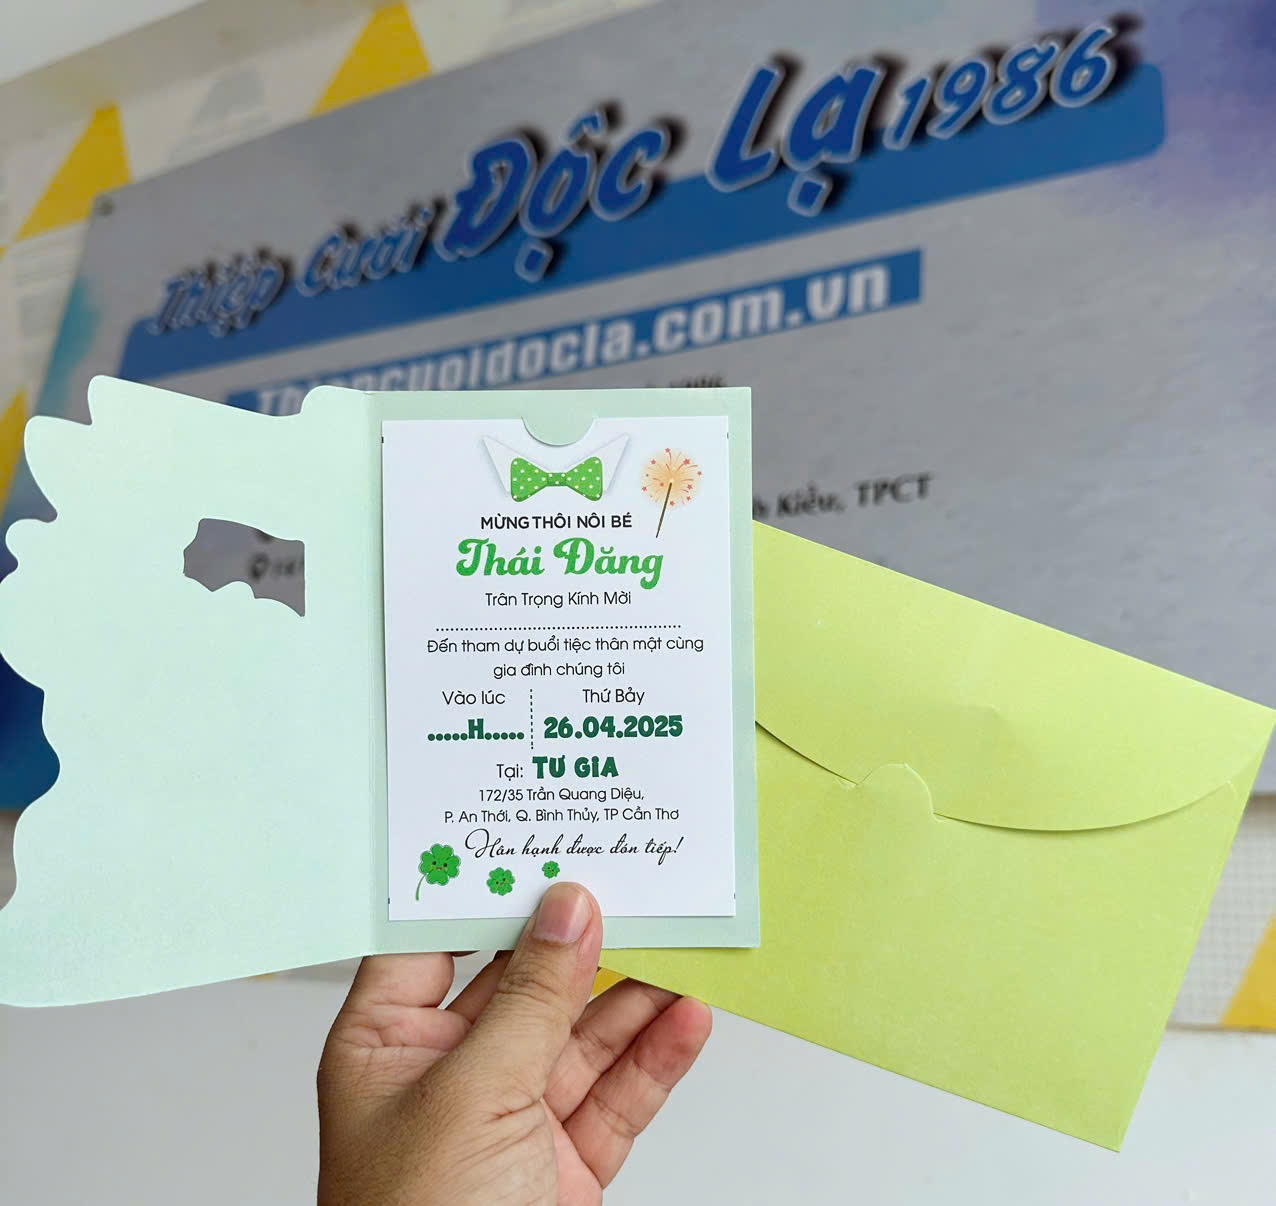 Thiệp Cưới Độc Lạ 1986
Thiepcuoidocla.com.vn
Kiều, TPCT
MỪNG THÔI NÔI BÉ
Thái Đăng
Trân Trọng Kính Mời
................................................
Đến tham dự buổi tiệc thân mật cùng
gia đình chúng tôi
Vào lúc
.....H.....
Thứ Bảy
26.04.2025
Tại: TƯ GIA
172/35 Trần Quang Diệu,
P. An Thới, Q. Bình Thủy, TP Cần Thơ
Hân hạnh được đón tiếp!